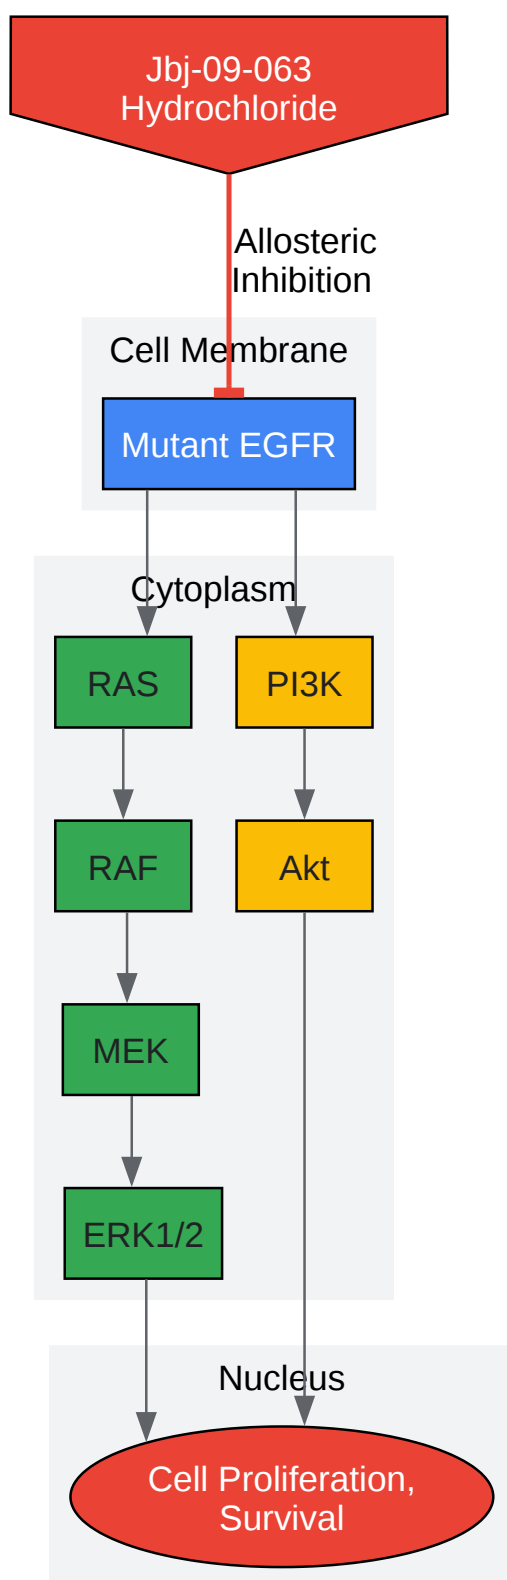 Jbj-09-063
Hydrochloride
Allosteric
Inhibition
Cell Membrane
Mutant EGFR
Cytoplasm
RAS
PI3K
RAF
Akt
MEK
ERK1/2
Nucleus
Cell Proliferation,
Survival